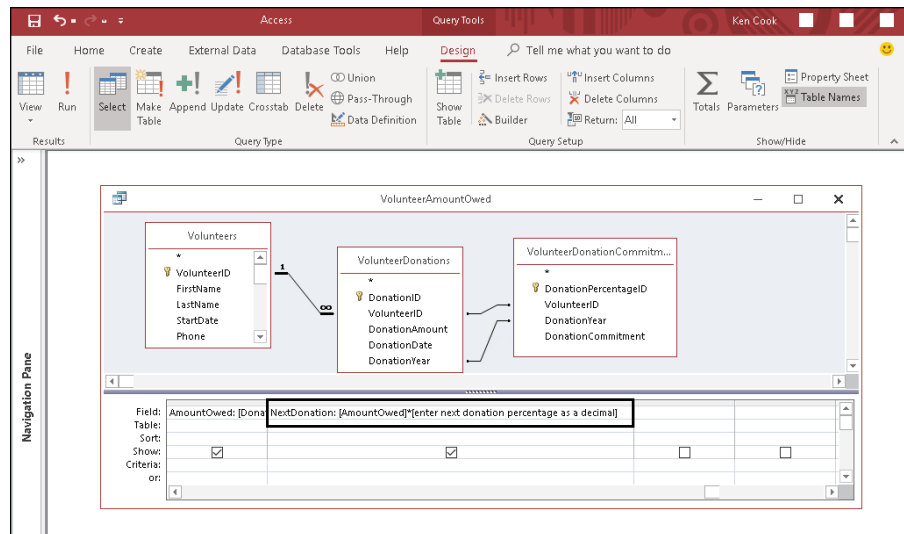 Access
Query Tools
Ken Cook
File Home Create External Data Database Tools Help Design Tell me what you want to do
View
Run
Select
Make Table
Append
Update
Crosstab
Delete
Union
Pass-Through
Data Definition
Show Table
Insert Rows
Delete Rows
Builder
Insert Columns
Delete Columns
Return: All
Totals
Parameters
Property Sheet
XYZ
Table Names
Results
Query Type
Query Setup
Show/Hide
»
Navigation Pane
VolunteerAmountOwed
Volunteers
*
VolunteerID
FirstName
LastName
StartDate
Phone
1
∞
VolunteerDonations
*
DonationID
VolunteerID
DonationAmount
DonationDate
DonationYear
VolunteerDonationCommitm...
*
DonationPercentageID
VolunteerID
DonationYear
DonationCommitment
Field: AmountOwed: [Dona NextDonation: [AmountOwed]*[enter next donation percentage as a decimal]
Table:
Sort:
Show:
Criteria:
or: